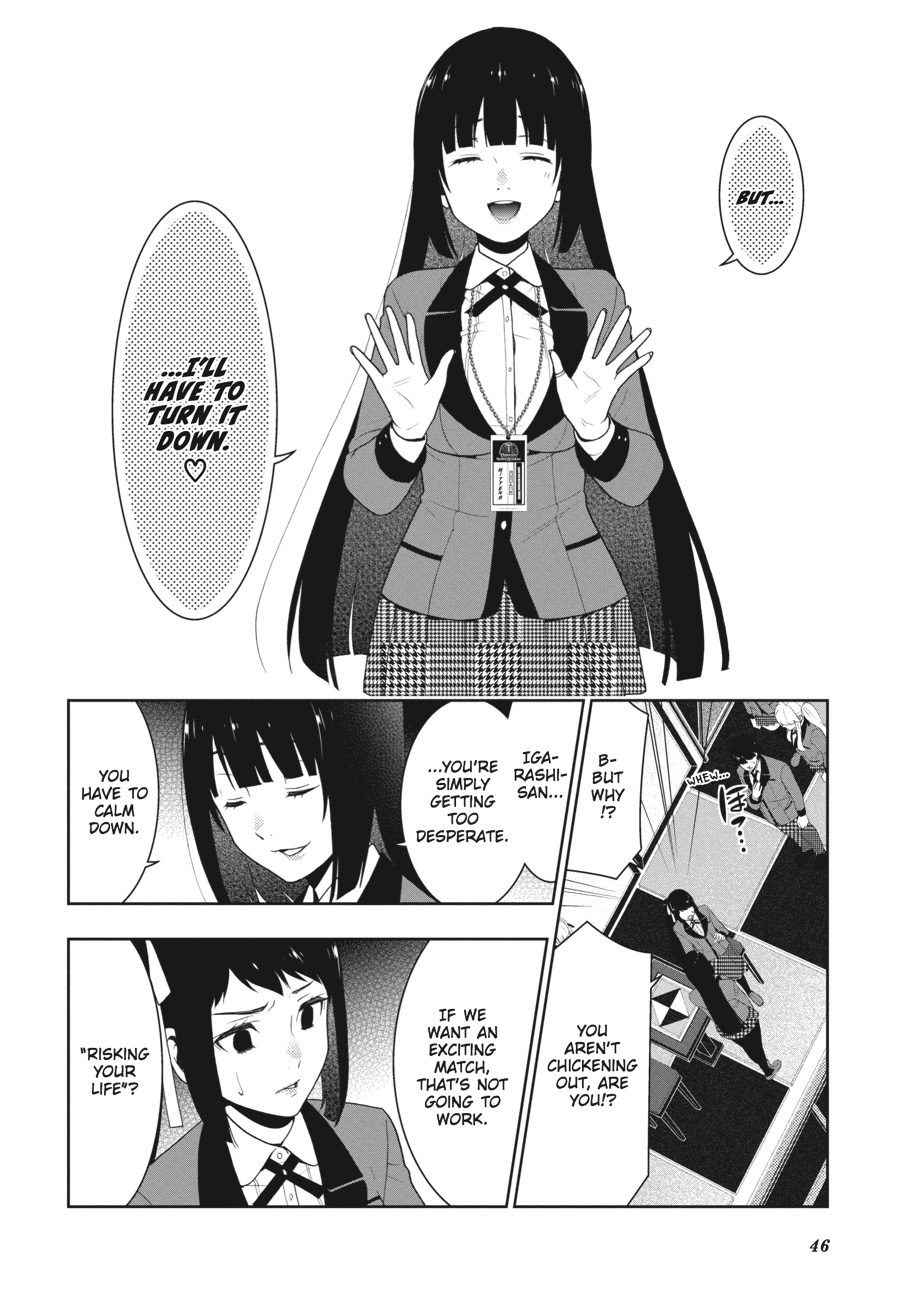 BUT...
...I'LL
HAVE TO
TURN IT
DOWN.
♡
WHEW...
ほっ...
B-
BUT
WHY
!?
YOU
AREN'T
CHICKENING
OUT, ARE
YOU!?
IGA-
RASHI-
SAN...
...YOU'RE
SIMPLY
GETTING
TOO
DESPERATE.
YOU
HAVE TO
CALM
DOWN.
IF WE
WANT AN
EXCITING
MATCH,
THAT'S NOT
GOING TO
WORK.
"RISKING
YOUR
LIFE"?
46